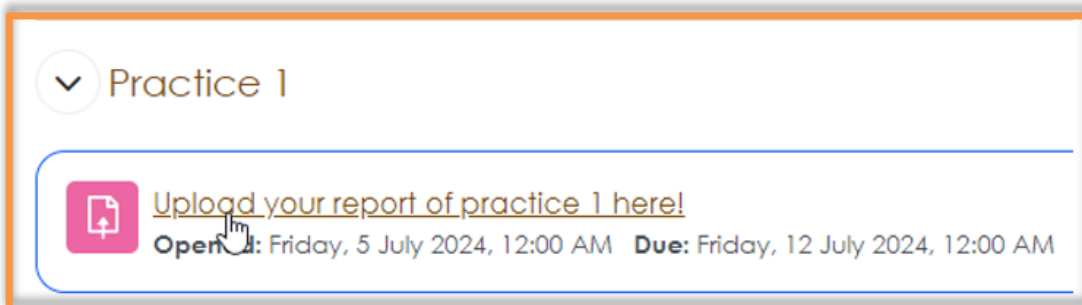 Practice 1
Upload your report of practice 1 here!
Opened: Friday, 5 July 2024, 12:00 AM Due: Friday, 12 July 2024, 12:00 AM